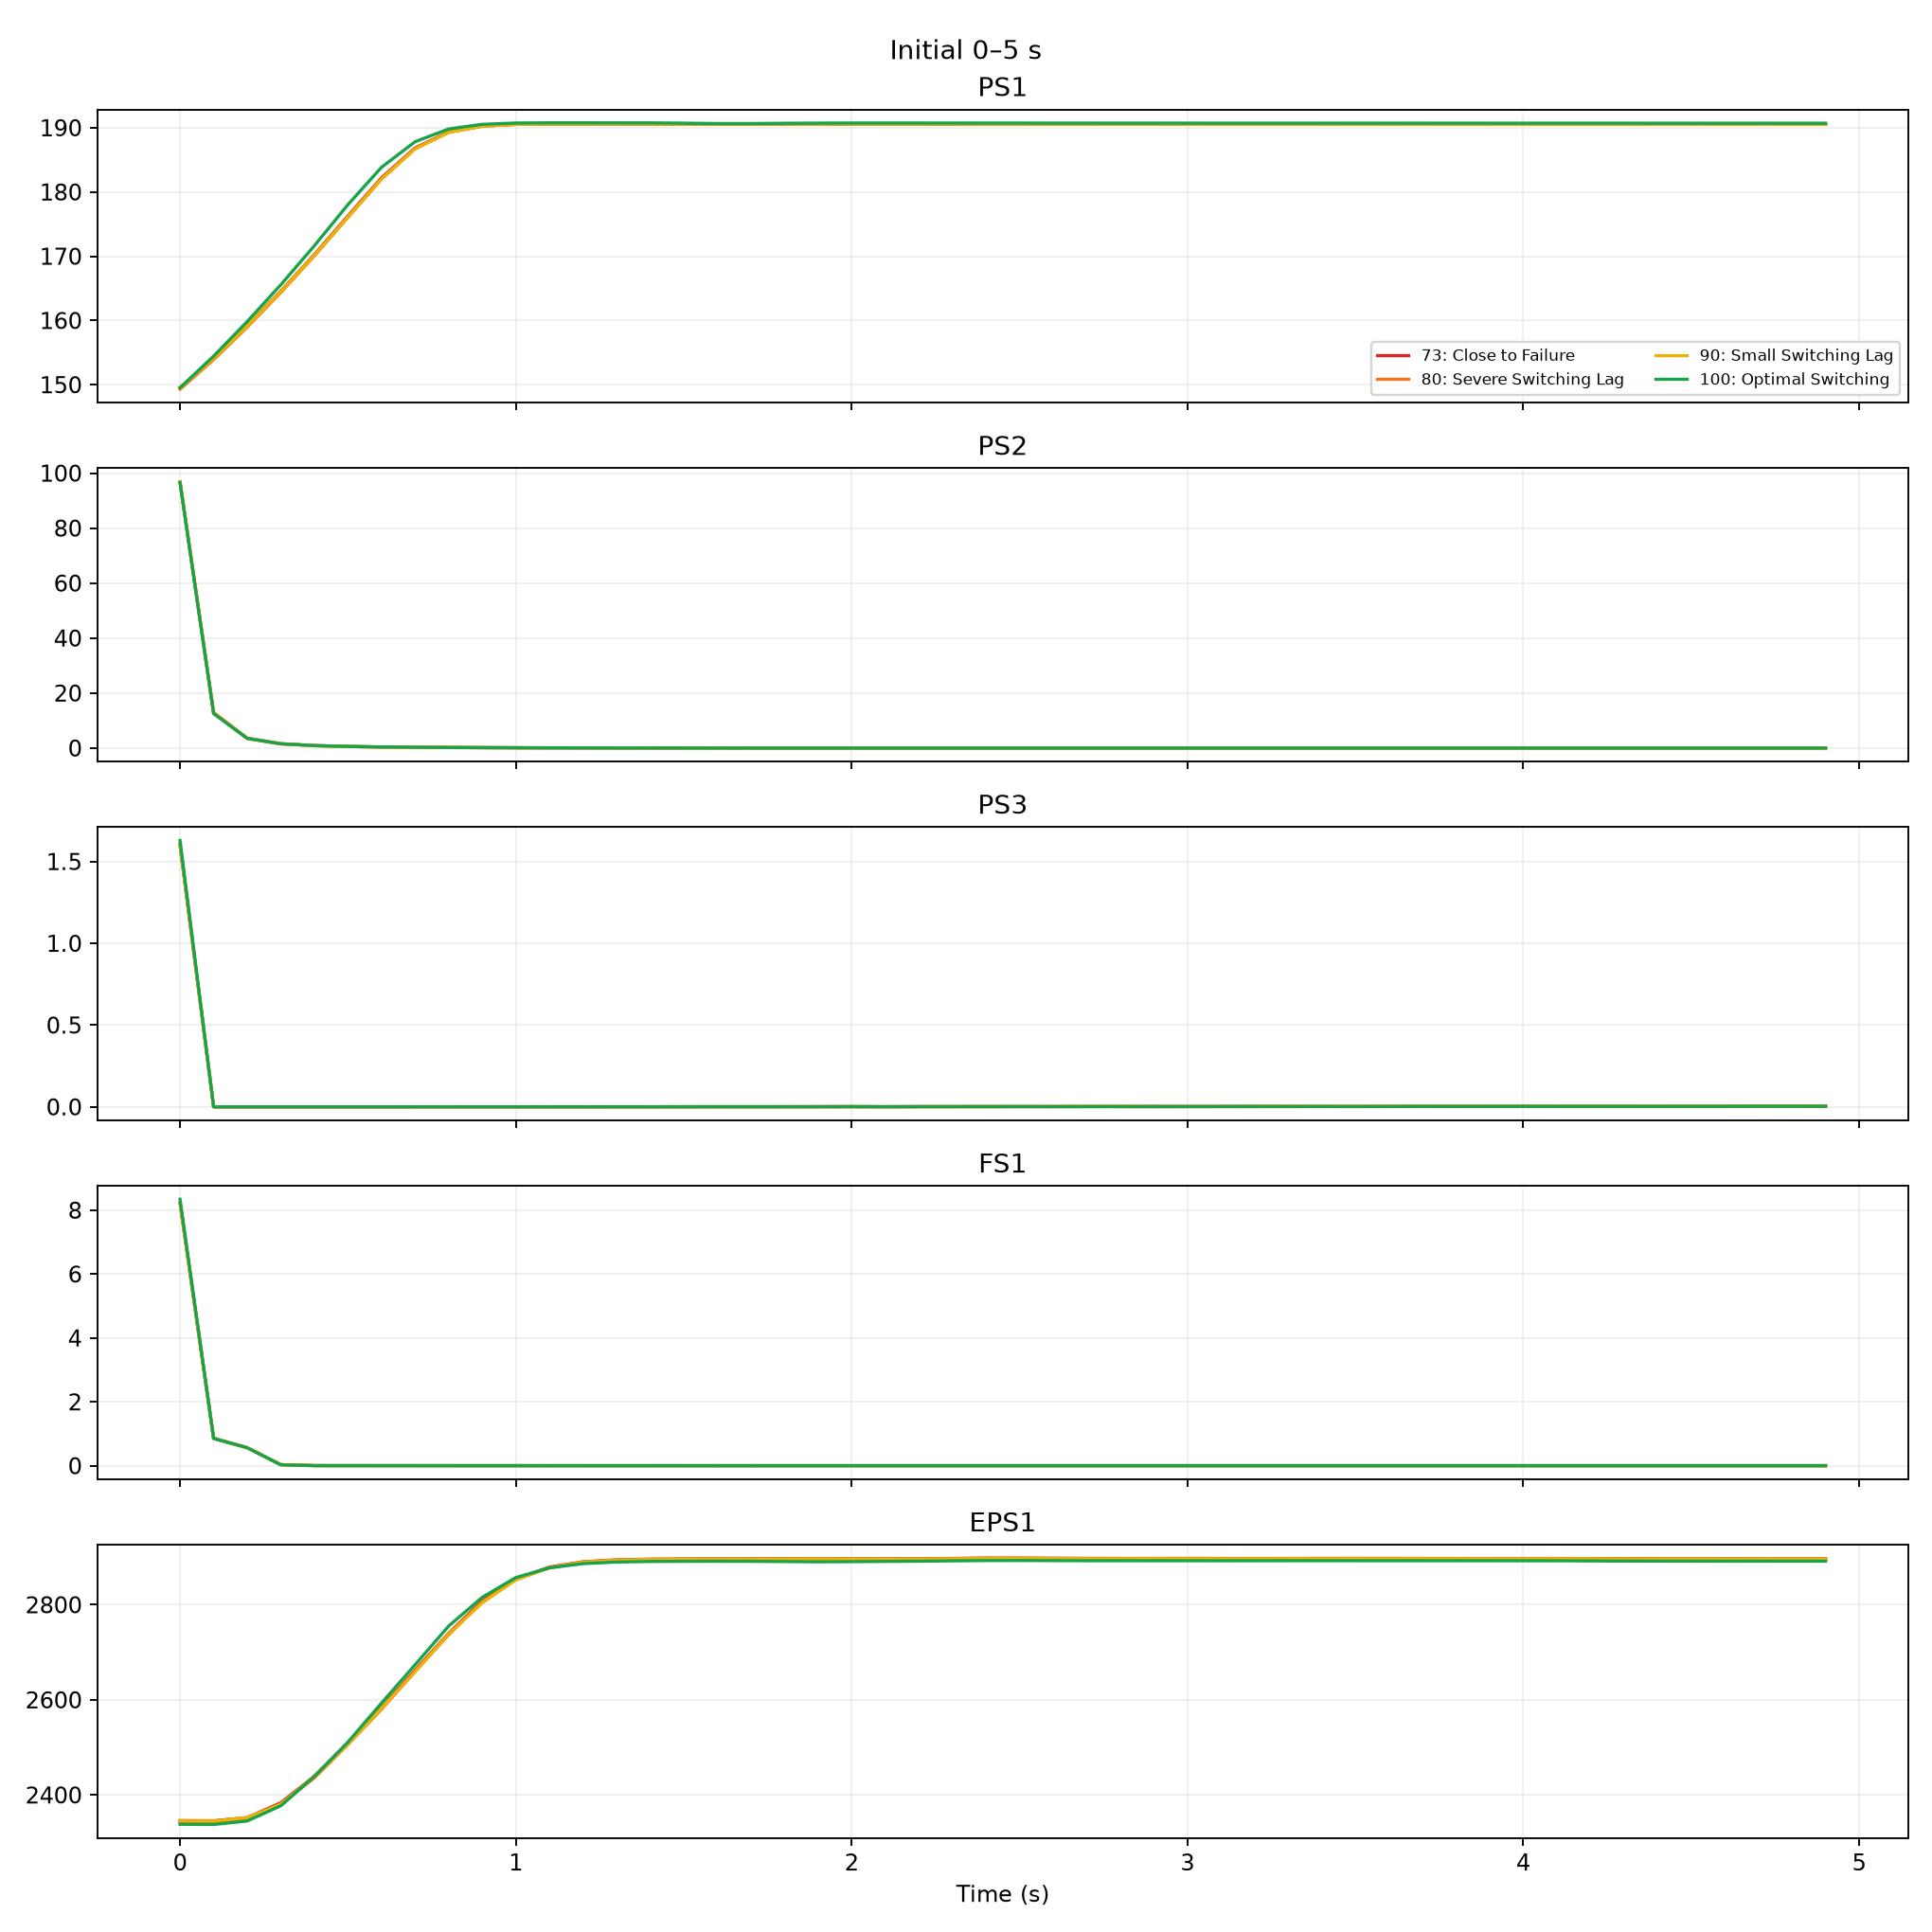 Initial 0–5 s
PS1
190
180
170
160
150
73: Close to Failure
80: Severe Switching Lag
90: Small Switching Lag
100: Optimal Switching
PS2
100
80
60
40
20
0
PS3
1.5
1.0
0.5
0.0
FS1
8
6
4
2
0
EPS1
2800
2600
2400
0 1 2 3 4 5
Time (s)